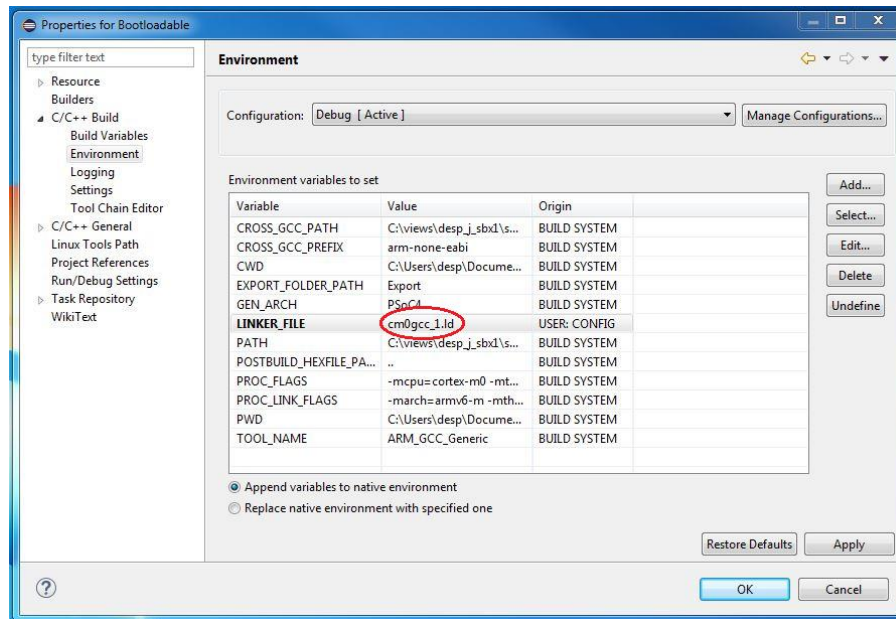 Properties for Bootloadable
type filter text
Resource
Builders
C/C++ Build
Build Variables
Environment
Logging
Settings
Tool Chain Editor
C/C++ General
Linux Tools Path
Project References
Run/Debug Settings
Task Repository
WikiText
Environment
Configuration: Debug [ Active ] Manage Configurations...
Environment variables to set
Variable Value Origin
CROSS_GCC_PATH C:\views\desp_j_sbx1\s... BUILD SYSTEM
CROSS_GCC_PREFIX arm-none-eabi BUILD SYSTEM
CWD C:\Users\desp\Docume... BUILD SYSTEM
EXPORT_FOLDER_PATH Export BUILD SYSTEM
GEN_ARCH PSoC4 BUILD SYSTEM
LINKER_FILE cm0gcc_1.ld USER: CONFIG
PATH C:\views\desp_j_sbx1\s... BUILD SYSTEM
POSTBUILD_HEXFILE_PA... .. BUILD SYSTEM
PROC_FLAGS -mcpu=cortex-m0 -mt... BUILD SYSTEM
PROC_LINK_FLAGS -march=armv6-m -mth... BUILD SYSTEM
PWD C:\Users\desp\Docume... BUILD SYSTEM
TOOL_NAME ARM_GCC_Generic BUILD SYSTEM
Add...
Select...
Edit...
Delete
Undefine
Append variables to native environment
Replace native environment with specified one
Restore Defaults Apply
? OK Cancel